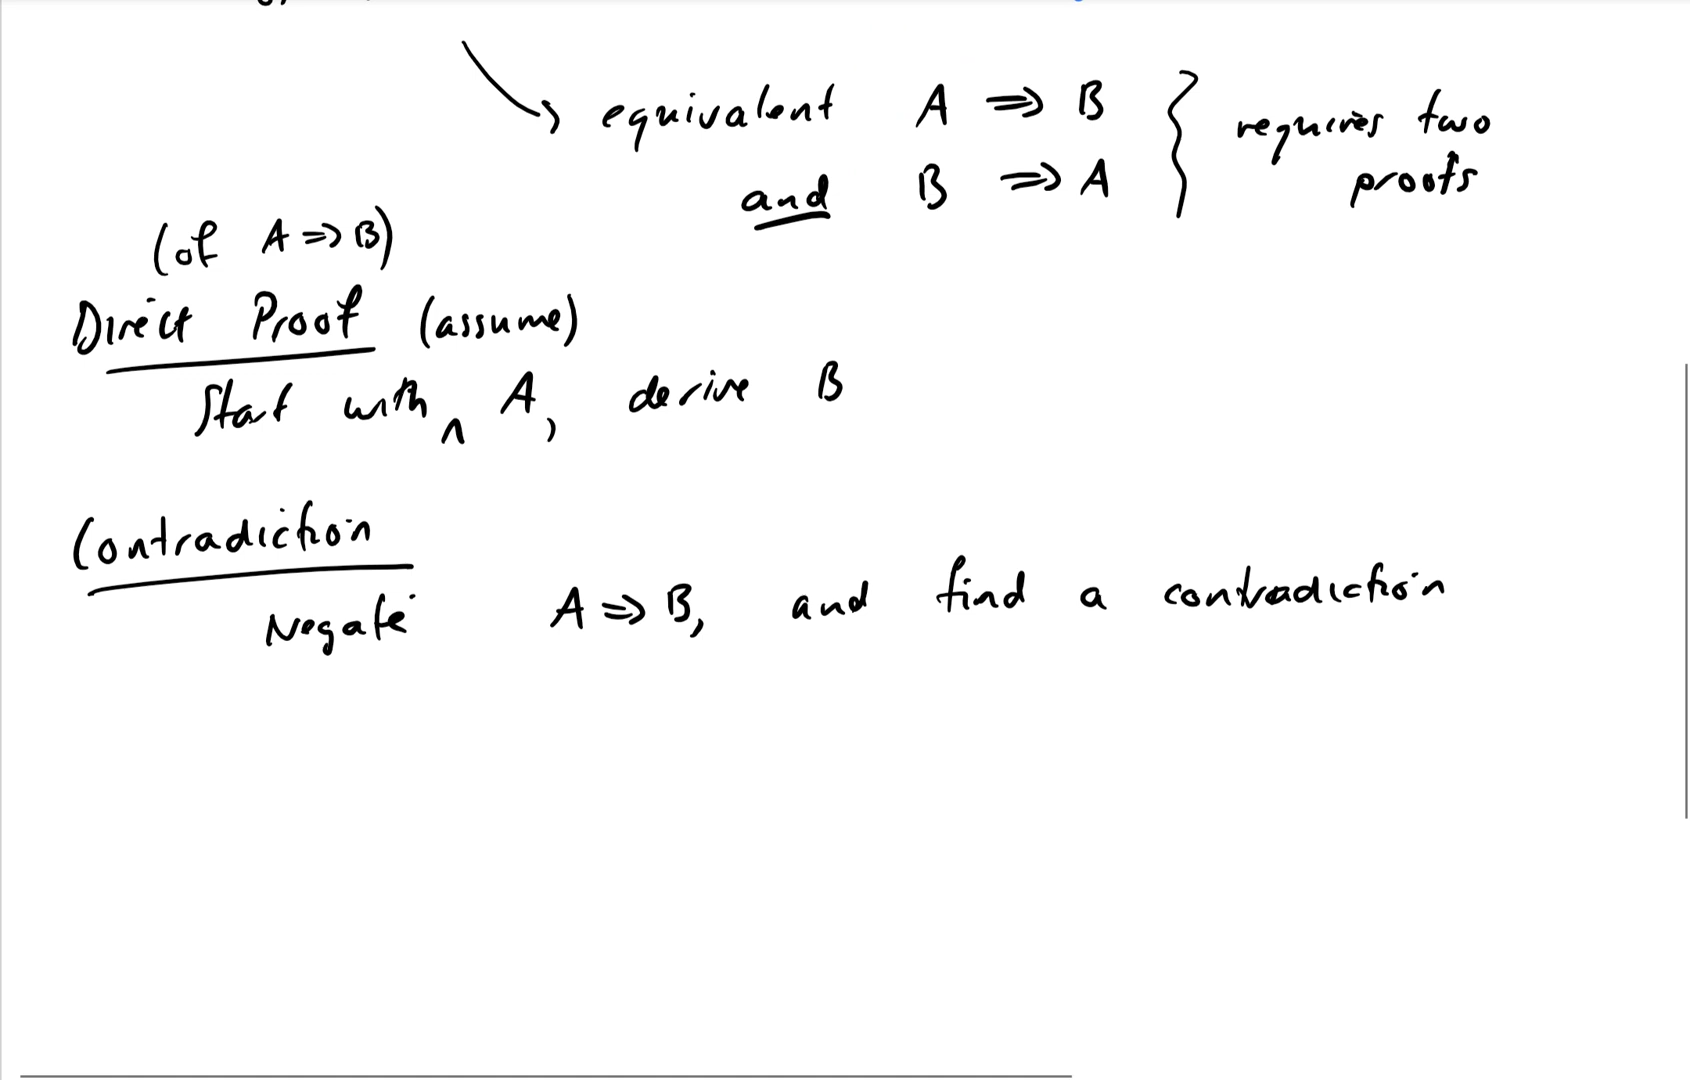 equivalent A ⇒ B
and B ⇒ A
requires two
proofs
(of A ⇒ B)
Direct Proof (assume)
Start with ^ A, derive B
Contradiction
Negate A ⇒ B, and find a contradiction